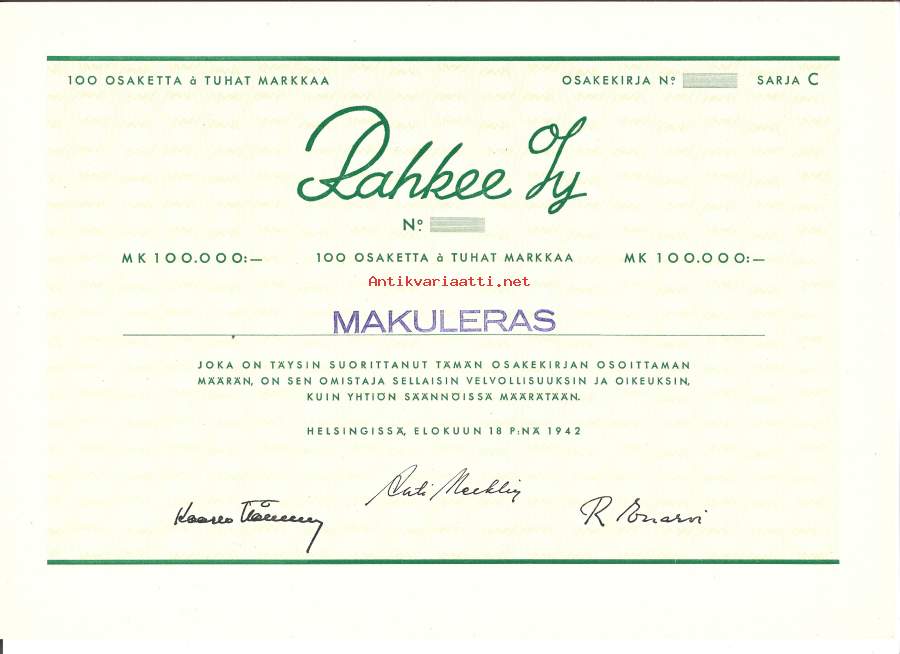 100 OSAKETTA à TUHAT MARKKAA OSAKEKIRJA Nº SARJA C
Rahkee Oy
Nº
MK 100.000:— 100 OSAKETTA à TUHAT MARKKAA MK 100.000:—
Antikvariaatti.net
MAKULERAS
JOKA ON TÄYSIN SUORITTANUT TÄMÄN OSAKEKIRJAN OSOITTAMAN
MÄÄRÄN, ON SEN OMISTAJA SELLAISIN VELVOLLISUUKSIN JA OIKEUKSIN,
KUIN YHTIÖN SÄÄNNÖISSÄ MÄÄRÄTÄÄN.
HELSINGISSÄ, ELOKUUN 18 P:NÄ 1942
R